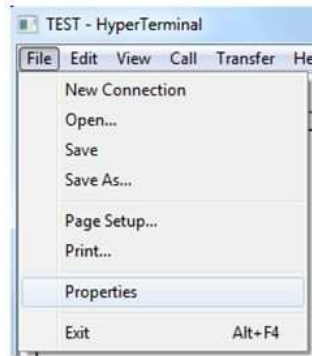 TEST - HyperTerminal
File Edit View Call Transfer He
New Connection
Open...
Save
Save As...
Page Setup...
Print...
Properties
Exit Alt+F4